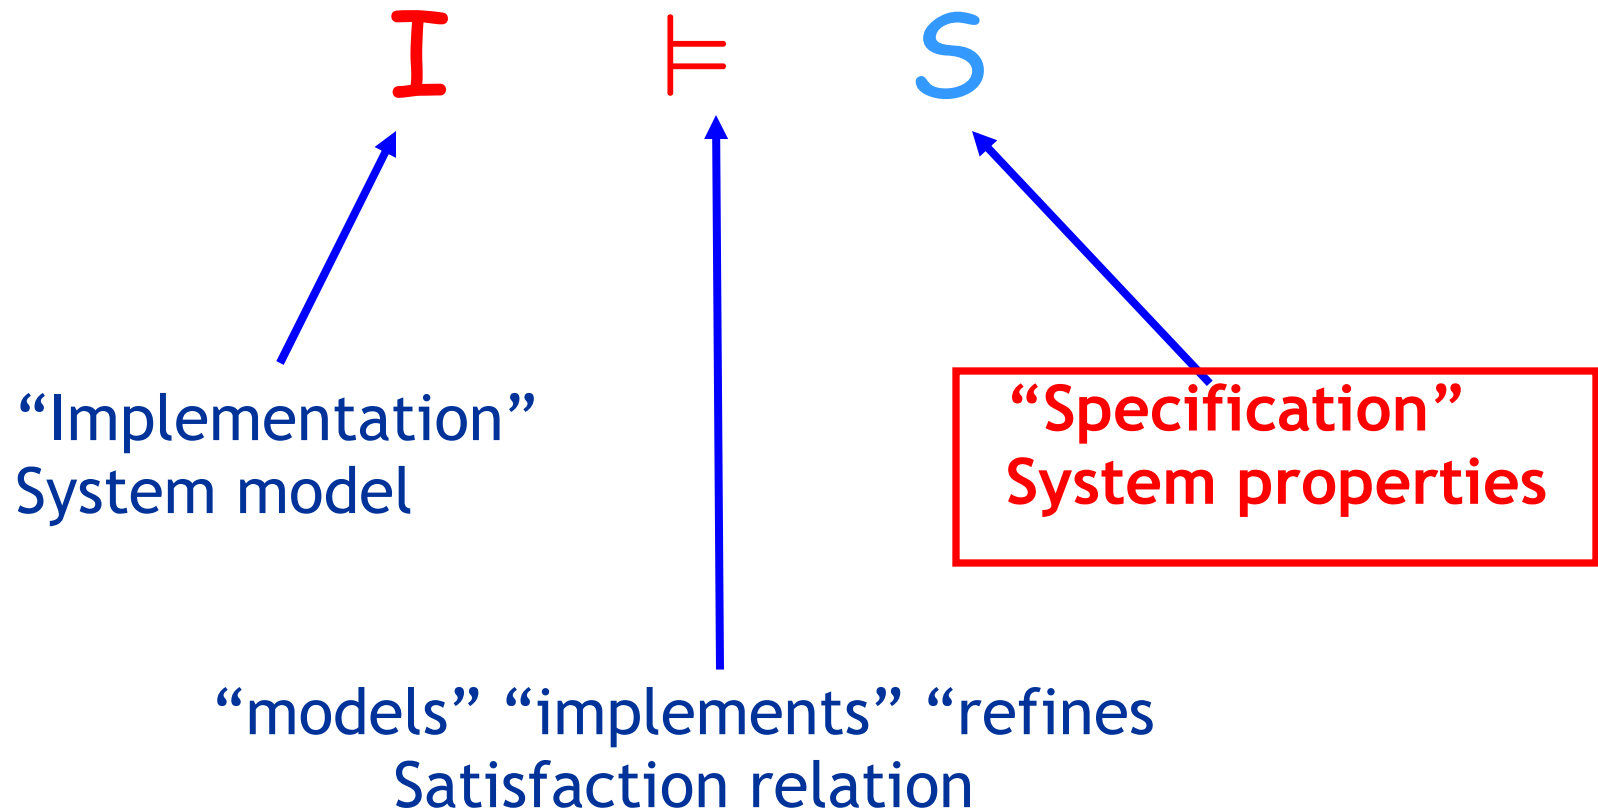 I ⊨ S
“Implementation”
System model
“Specification”
System properties
“models” “implements” “refines
Satisfaction relation